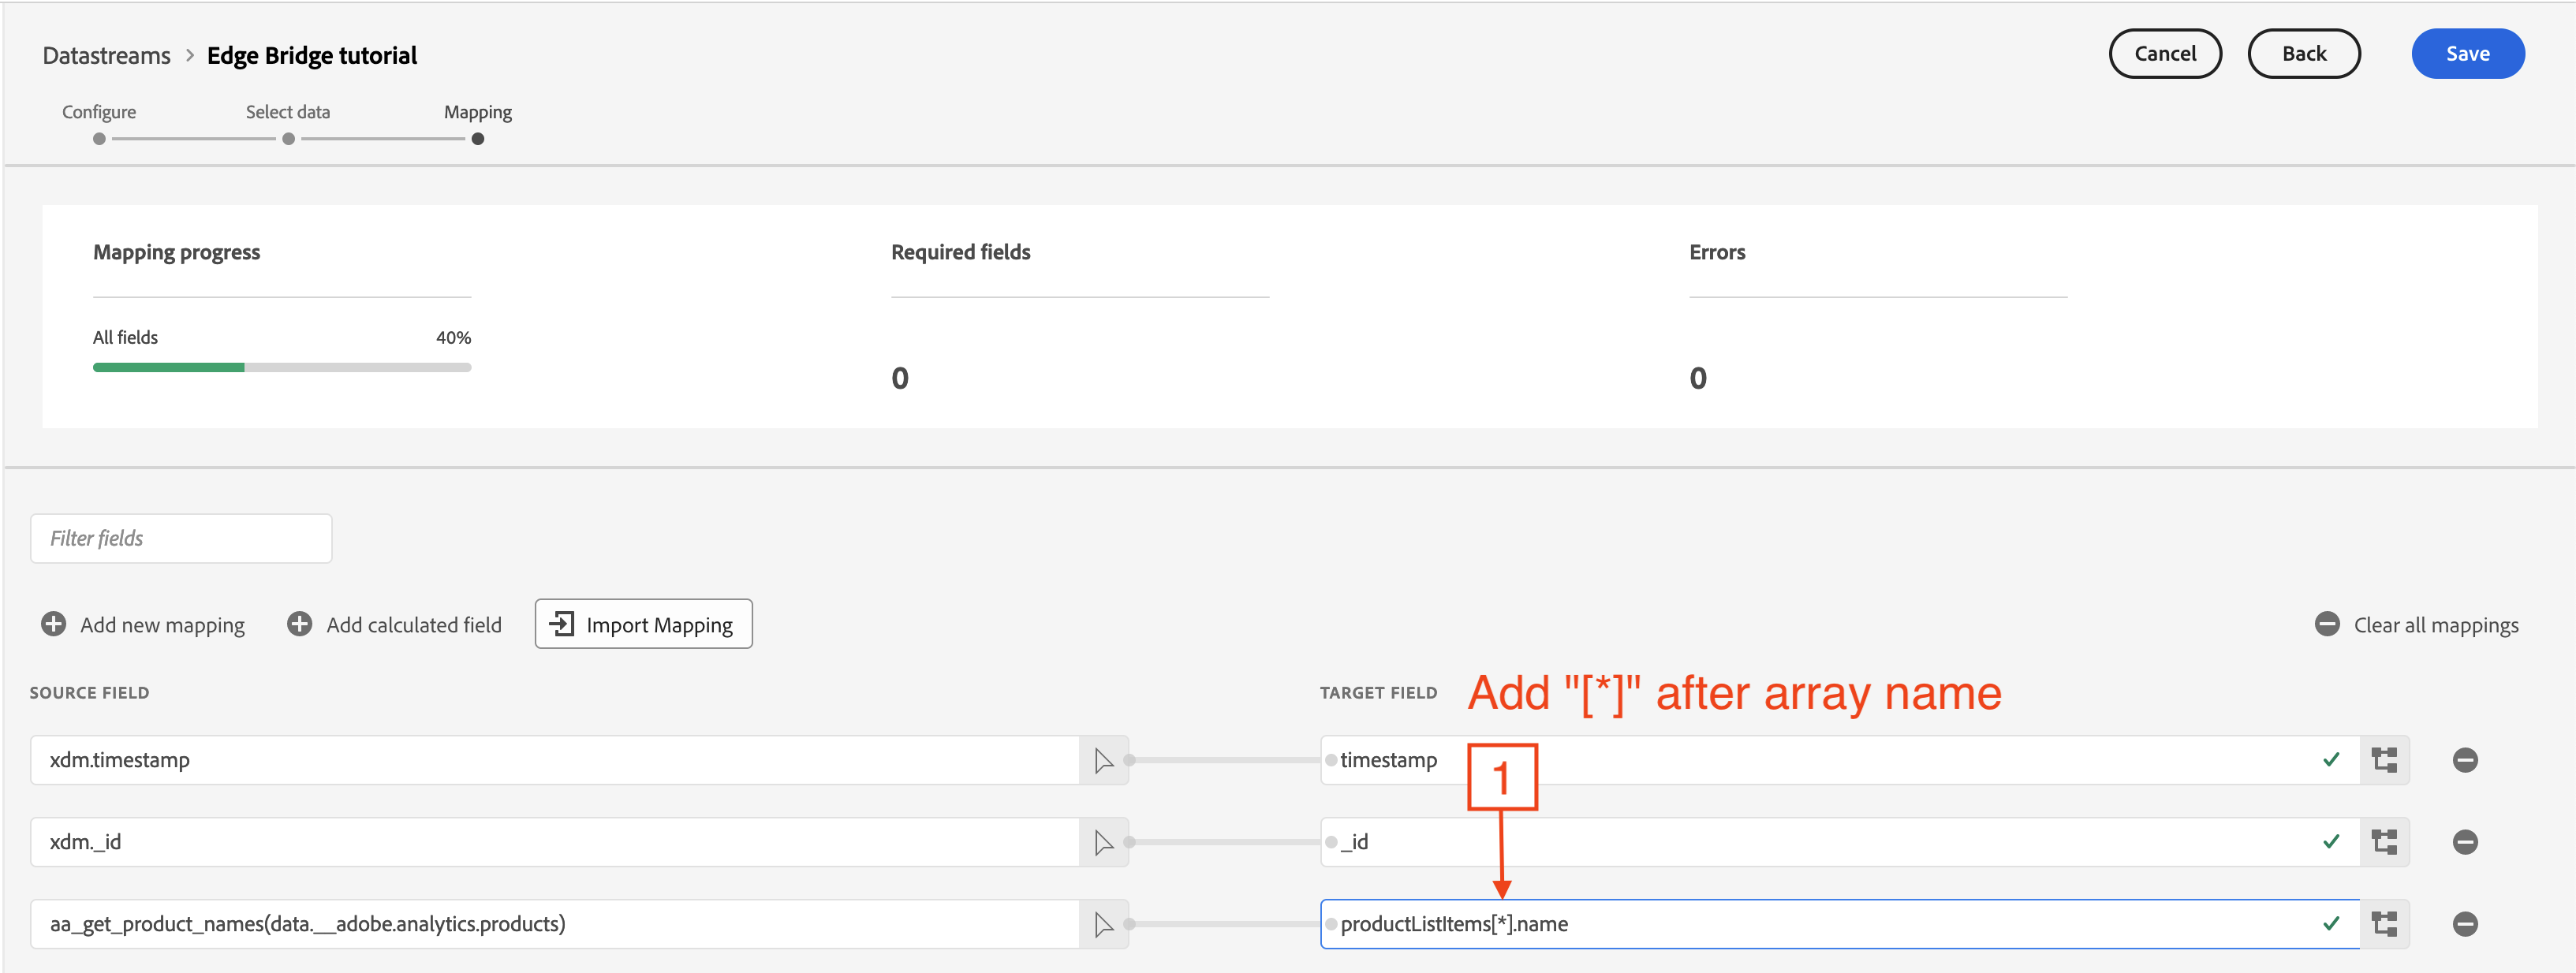 Datastreams > Edge Bridge tutorial
Cancel
Back
Save
Configure
Select data
Mapping
Mapping progress
Required fields
Errors
All fields
40%
0
0
Filter fields
Add new mapping
Add calculated field
Import Mapping
Clear all mappings
SOURCE FIELD
TARGET FIELD
Add "[*]" after array name
xdm.timestamp
timestamp
1
xdm._id
_id
aa_get_product_names(data.__adobe.analytics.products)
productListItems[*].name